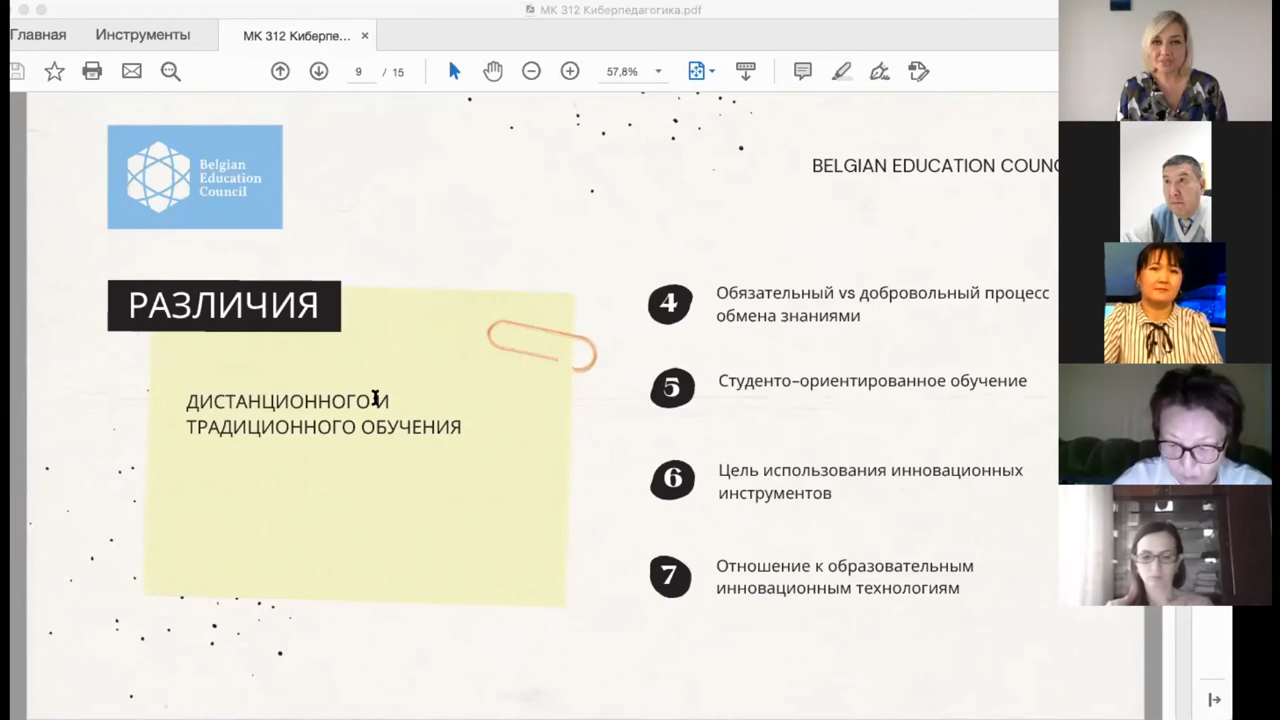 МК 312 Киберпедагогика.pdf
Главная
Инструменты
МК 312 Киберпе... ×
9 / 15
57,8%
Belgian
Education
Council
BELGIAN EDUCATION COUNC
РАЗЛИЧИЯ
ДИСТАНЦИОННОГО И
ТРАДИЦИОННОГО ОБУЧЕНИЯ
4 Обязательный vs добровольный процесс
обмена знаниями
5 Студенто-ориентированное обучение
6 Цель использования инновационных
инструментов
7 Отношение к образовательным
инновационным технологиям